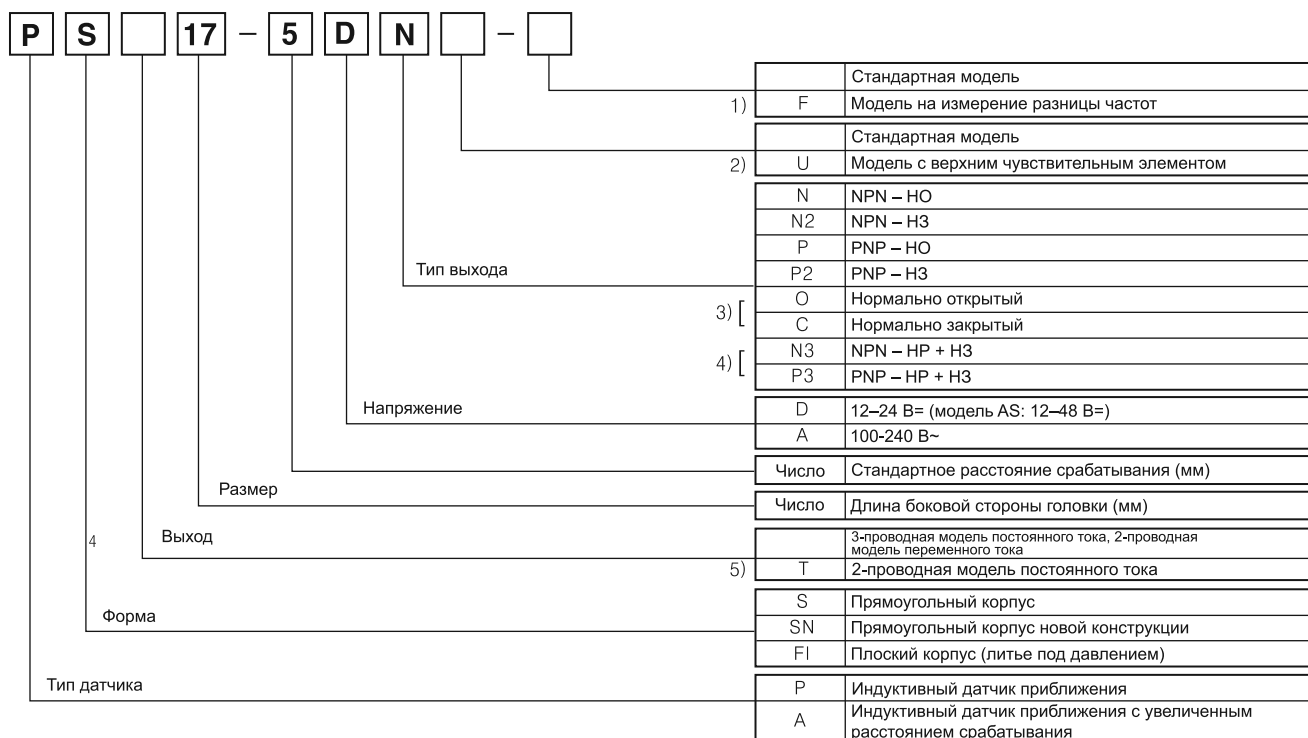 P S 17 – 5 D N –
Стандартная модель
1) F Модель на измерение разницы частот
Стандартная модель
2) U Модель с верхним чувствительным элементом
N NPN – НО
N2 NPN – НЗ
P PNP – НО
Тип выхода P2 PNP – НЗ
3) [ O Нормально открытый
C Нормально закрытый
4) [ N3 NPN – НР + НЗ
P3 PNP – НР + НЗ
Напряжение D 12–24 В= (модель AS: 12–48 В=)
A 100-240 В~
Число Стандартное расстояние срабатывания (мм)
Размер
Число Длина боковой стороны головки (мм)
4 Выход 3-проводная модель постоянного тока, 2-проводная
модель переменного тока
5) T 2-проводная модель постоянного тока
S Прямоугольный корпус
Форма SN Прямоугольный корпус новой конструкции
FI Плоский корпус (литье под давлением)
Тип датчика P Индуктивный датчик приближения
A Индуктивный датчик приближения с увеличенным
расстоянием срабатывания